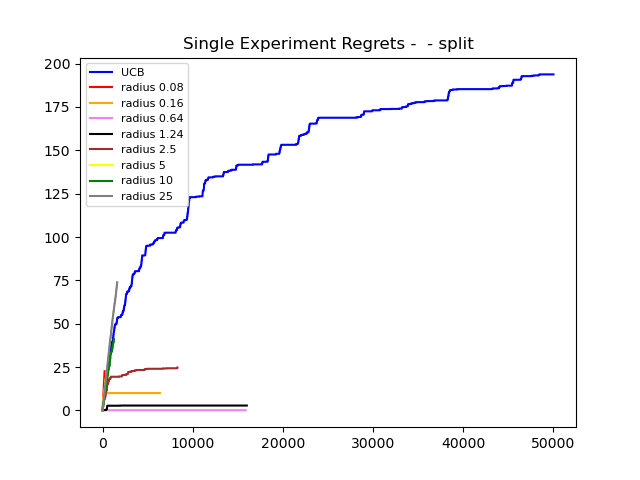 Single Experiment Regrets -  - split
200
175
150
125
100
75
50
25
0
UCB
radius 0.08
radius 0.16
radius 0.64
radius 1.24
radius 2.5
radius 5
radius 10
radius 25
0 10000 20000 30000 40000 50000